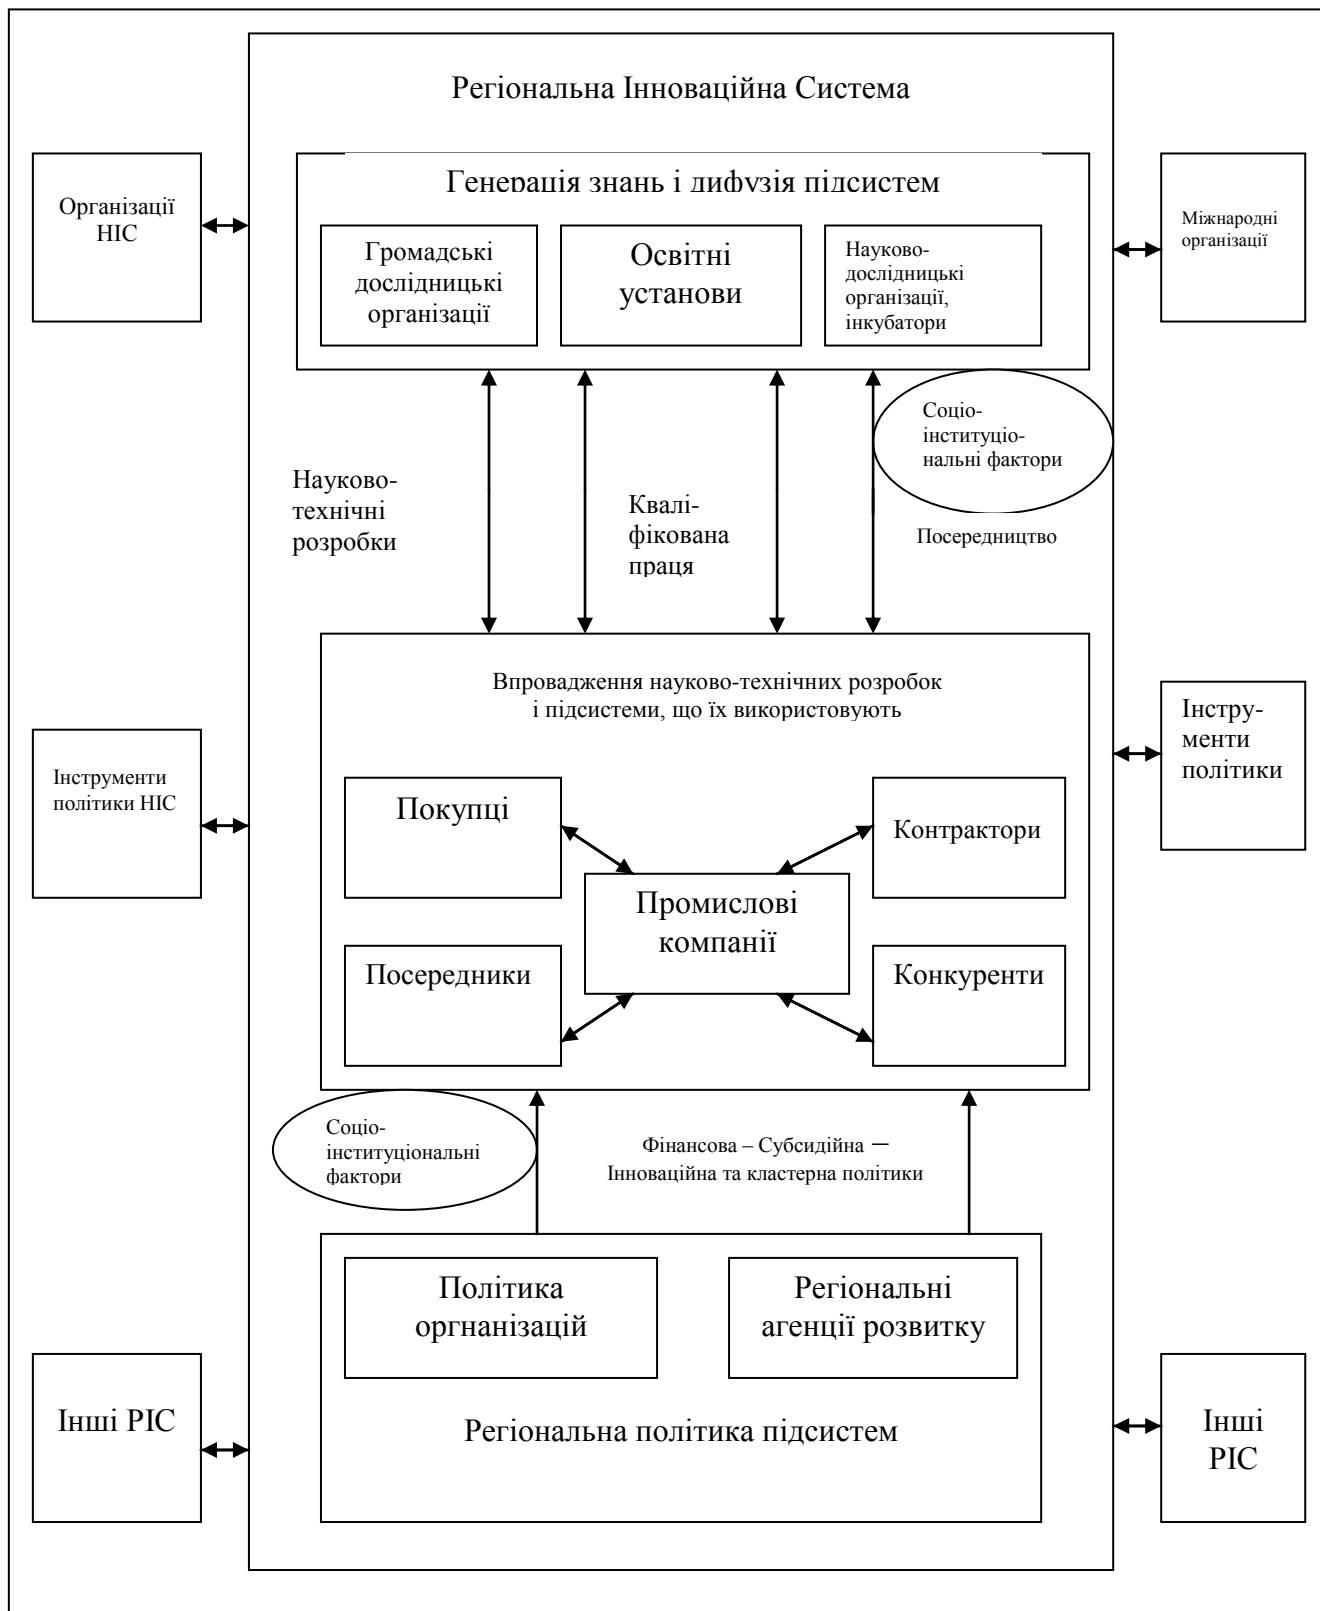 Регіональна Інноваційна Система
Генерація знань і дифузія підсистем
Організації
НІС
Громадські
дослідницькі
організації
Освітні
установи
Науково-
дослідницькі
організації,
інкубатори
Міжнародні
організації
Соціо-
інституціо-
нальні фактори
Науково-
технічні
розробки
Квалі-
фікована
праця
Посередництво
Впровадження науково-технічних розробок
і підсистеми, що їх використовують
Інструменти
політики НІС
Інстру-
менти
політики
Покупці
Контрактори
Промислові
компанії
Посередники
Конкуренти
Соціо-
інституціональні
фактори
Фінансова – Субсидійна —
Інноваційна та кластерна політики
Політика
оргнанізацій
Регіональні
агенції розвитку
Регіональна політика підсистем
Інші РІС
Інші
РІС